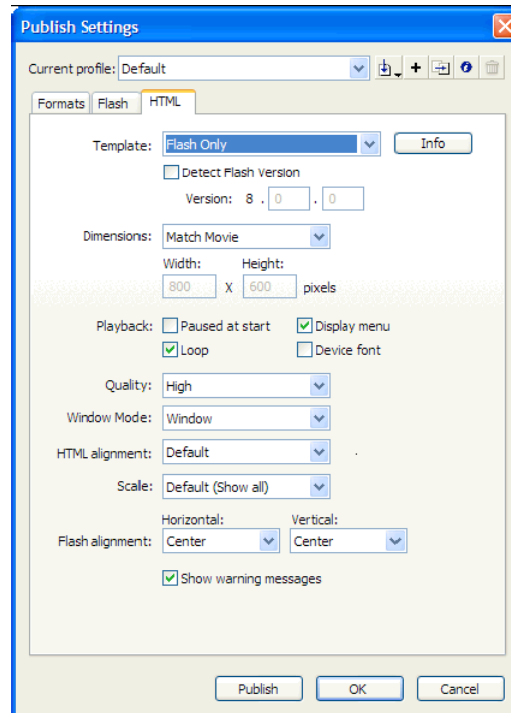 Publish Settings
Current profile: Default
Formats Flash HTML
Template: Flash Only Info
Detect Flash Version
Version: 8 . 0 . 0
Dimensions: Match Movie
Width: Height:
800 X 600 pixels
Playback: Paused at start Display menu
Loop Device font
Quality: High
Window Mode: Window
HTML alignment: Default
Scale: Default (Show all)
Horizontal: Vertical:
Flash alignment: Center Center
Show warning messages
Publish OK Cancel